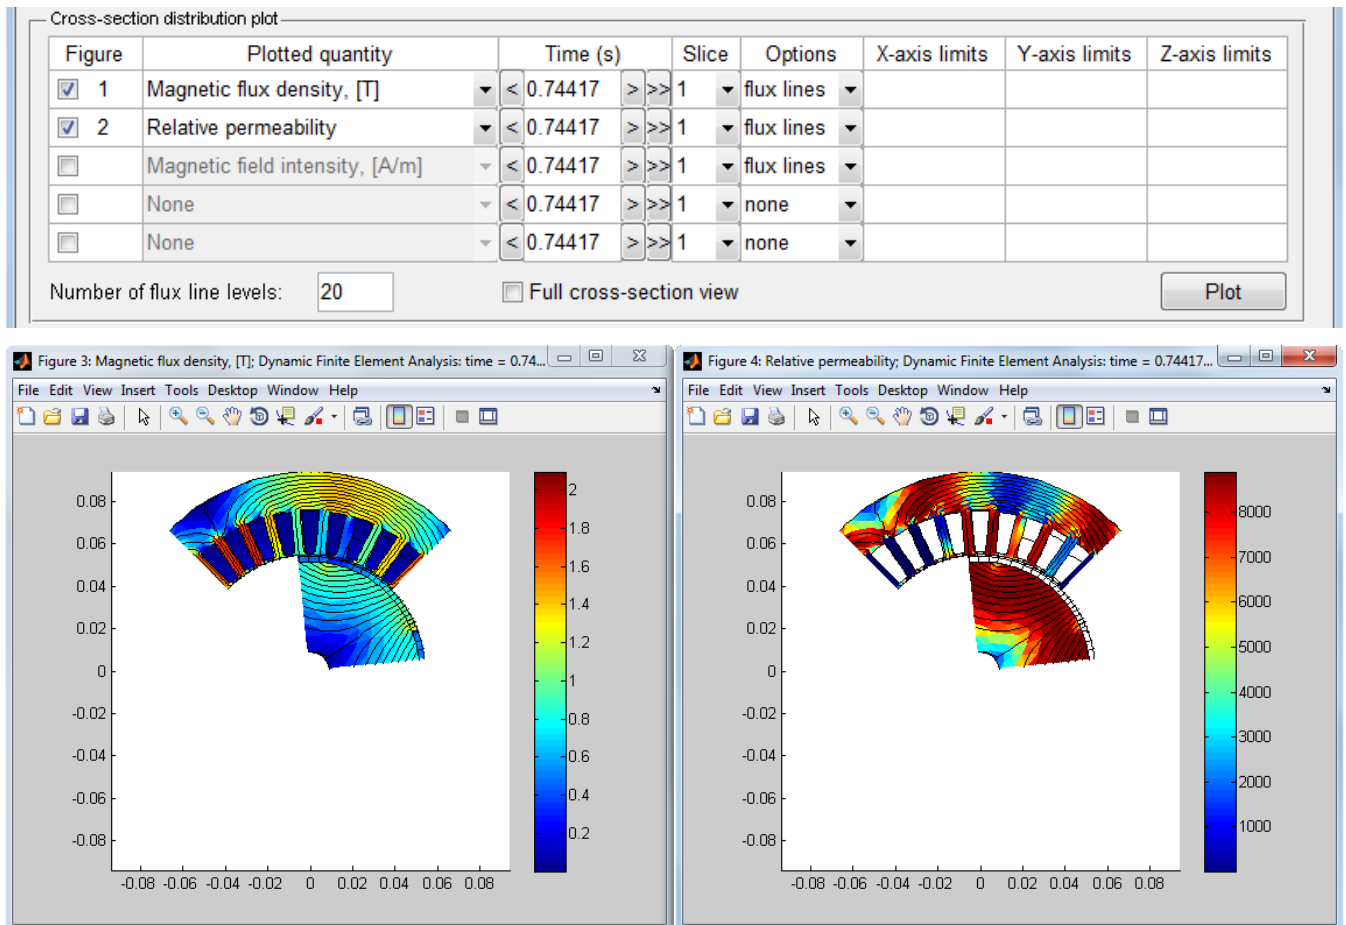 Cross-section distribution plot
Figure Plotted quantity Time (s) Slice Options X-axis limits Y-axis limits Z-axis limits
1 Magnetic flux density, [T] < 0.74417 > >> 1 flux lines
2 Relative permeability < 0.74417 > >> 1 flux lines
Magnetic field intensity, [A/m] < 0.74417 > >> 1 flux lines
None < 0.74417 > >> 1 none
None < 0.74417 > >> 1 none
Number of flux line levels: 20 Full cross-section view Plot
Figure 3: Magnetic flux density, [T]; Dynamic Finite Element Analysis: time = 0.74...
File Edit View Insert Tools Desktop Window Help
0.08
0.06
0.04
0.02
0
-0.02
-0.04
-0.06
-0.08
-0.08 -0.06 -0.04 -0.02 0 0.02 0.04 0.06 0.08
2
1.8
1.6
1.4
1.2
1
0.8
0.6
0.4
0.2
Figure 4: Relative permeability; Dynamic Finite Element Analysis: time = 0.74417...
File Edit View Insert Tools Desktop Window Help
0.08
0.06
0.04
0.02
0
-0.02
-0.04
-0.06
-0.08
-0.08 -0.06 -0.04 -0.02 0 0.02 0.04 0.06 0.08
8000
7000
6000
5000
4000
3000
2000
1000